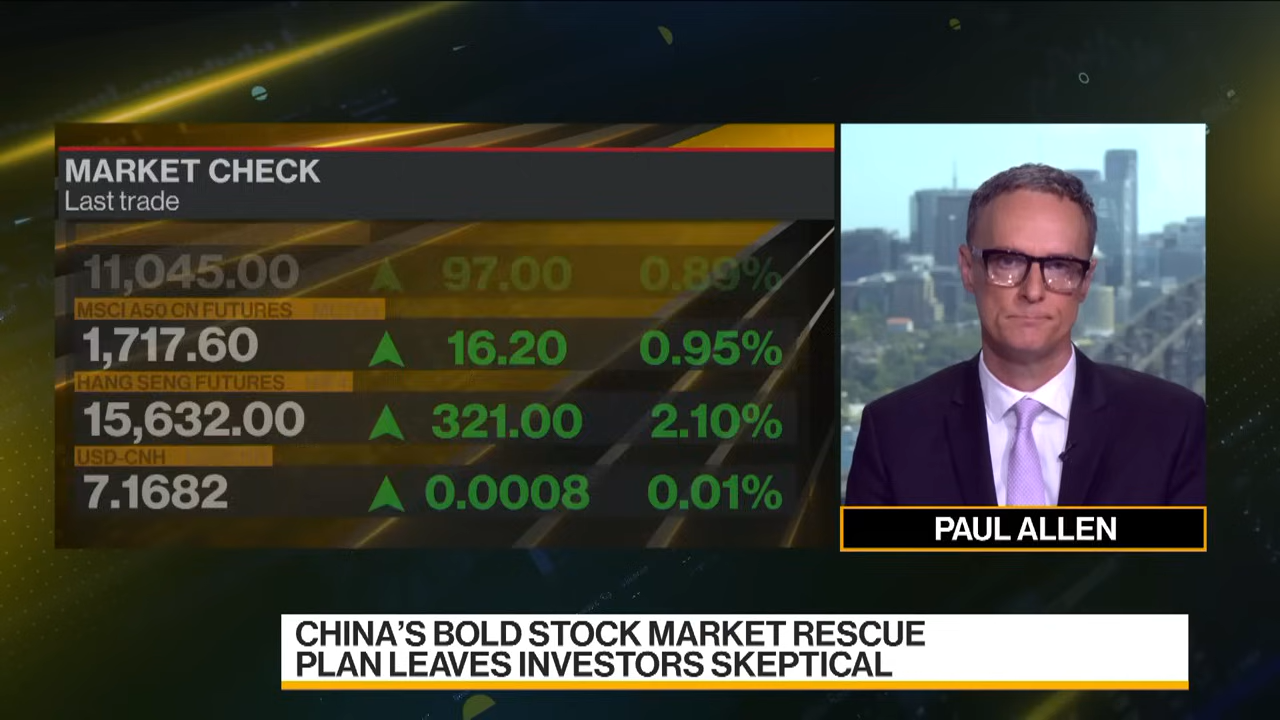 MARKET CHECK
Last trade
11,045.00 ▲ 97.00 0.89%
MSCI A50 CN FUTURES
1,717.60 ▲ 16.20 0.95%
HANG SENG FUTURES
15,632.00 ▲ 321.00 2.10%
USD-CNH
7.1682 ▲ 0.0008 0.01%
PAUL ALLEN
CHINA'S BOLD STOCK MARKET RESCUE
PLAN LEAVES INVESTORS SKEPTICAL